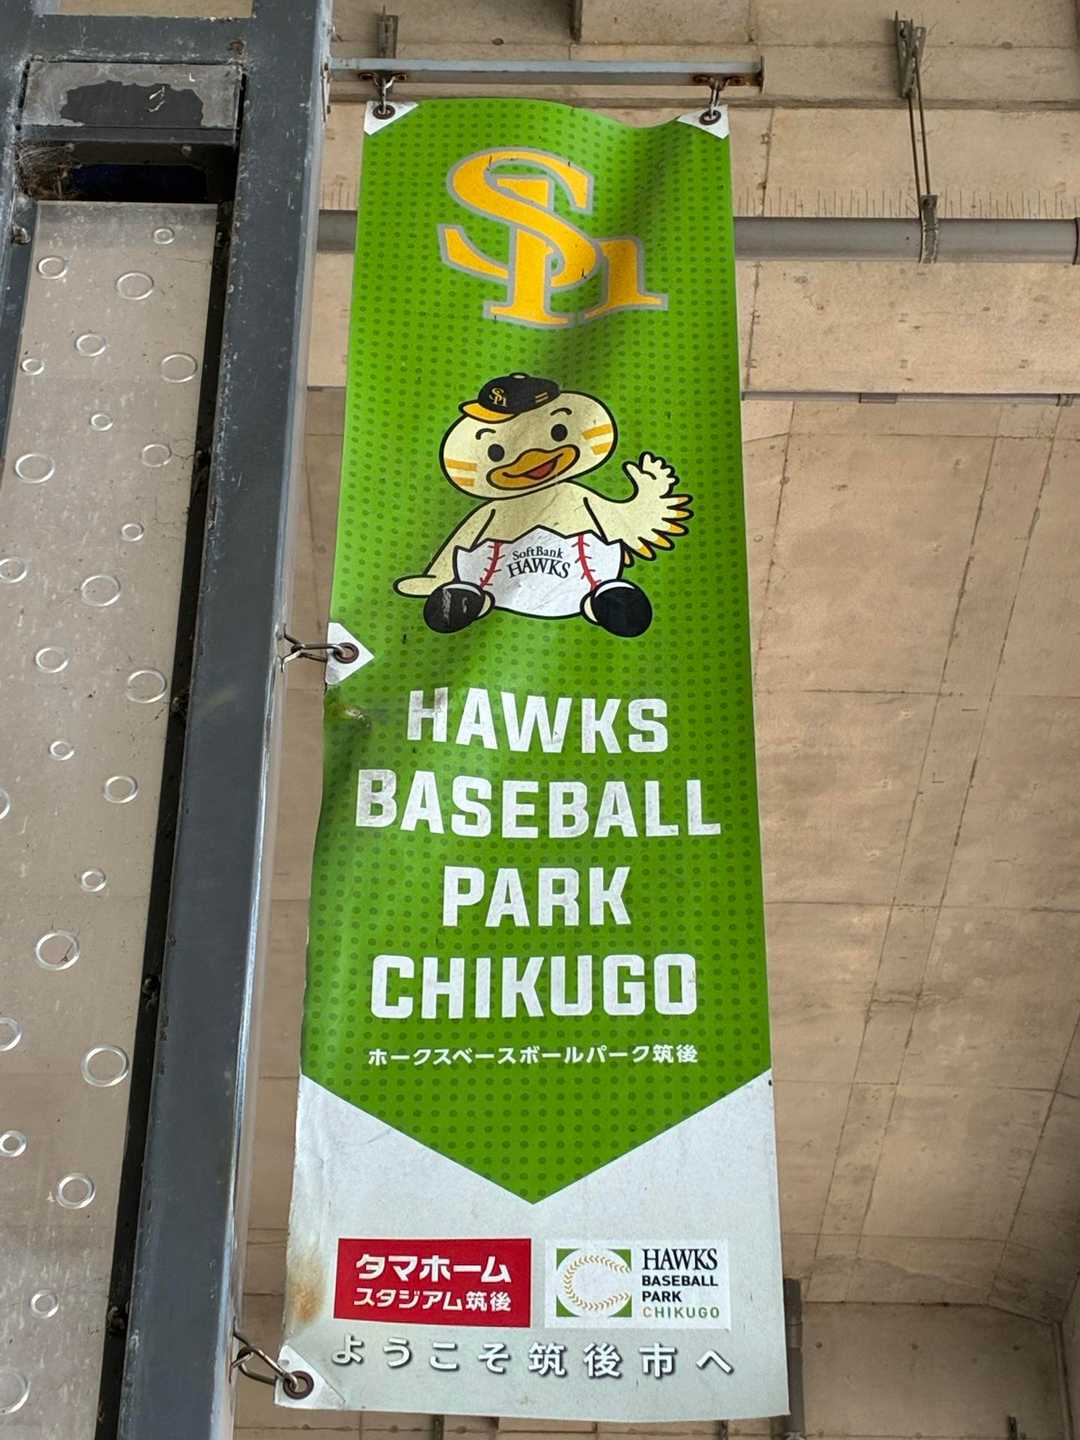 SH
SH
SoftBank
HAWKS
HAWKS
BASEBALL
PARK
CHIKUGO
ホークスベースボールパーク筑後
タマホーム
スタジアム筑後
HAWKS
BASEBALL
PARK
CHIKUGO
ようこそ筑後市へ